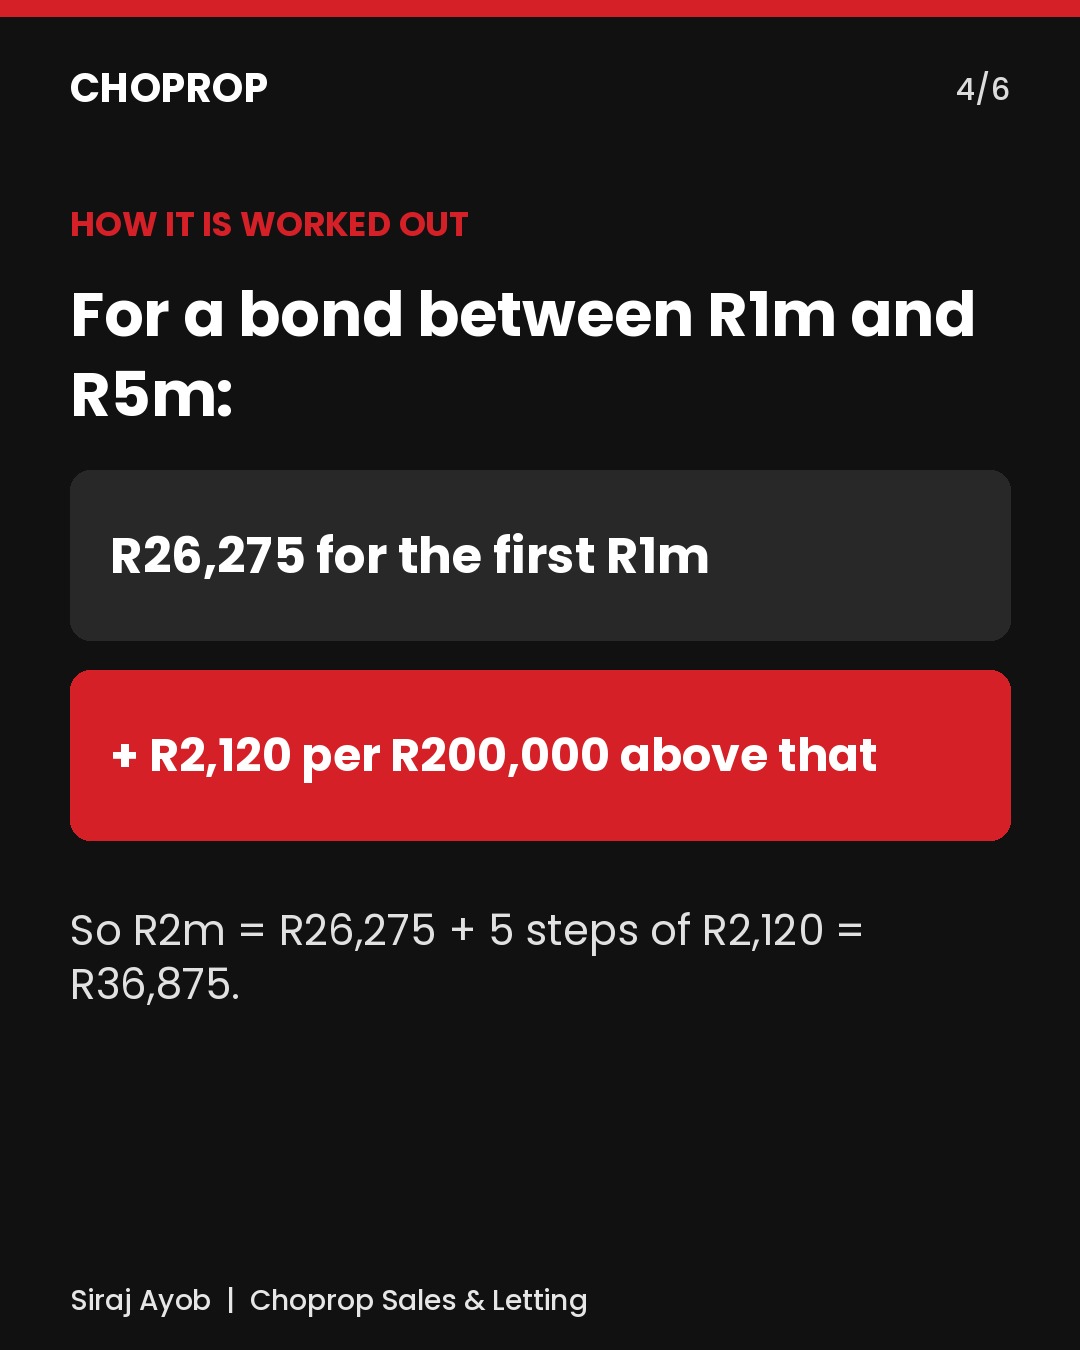 CHOPROP
4/6
HOW IT IS WORKED OUT
For a bond between R1m and
R5m:
R26,275 for the first R1m
+ R2,120 per R200,000 above that
So R2m = R26,275 + 5 steps of R2,120 =
R36,875.
Siraj Ayob | Choprop Sales & Letting